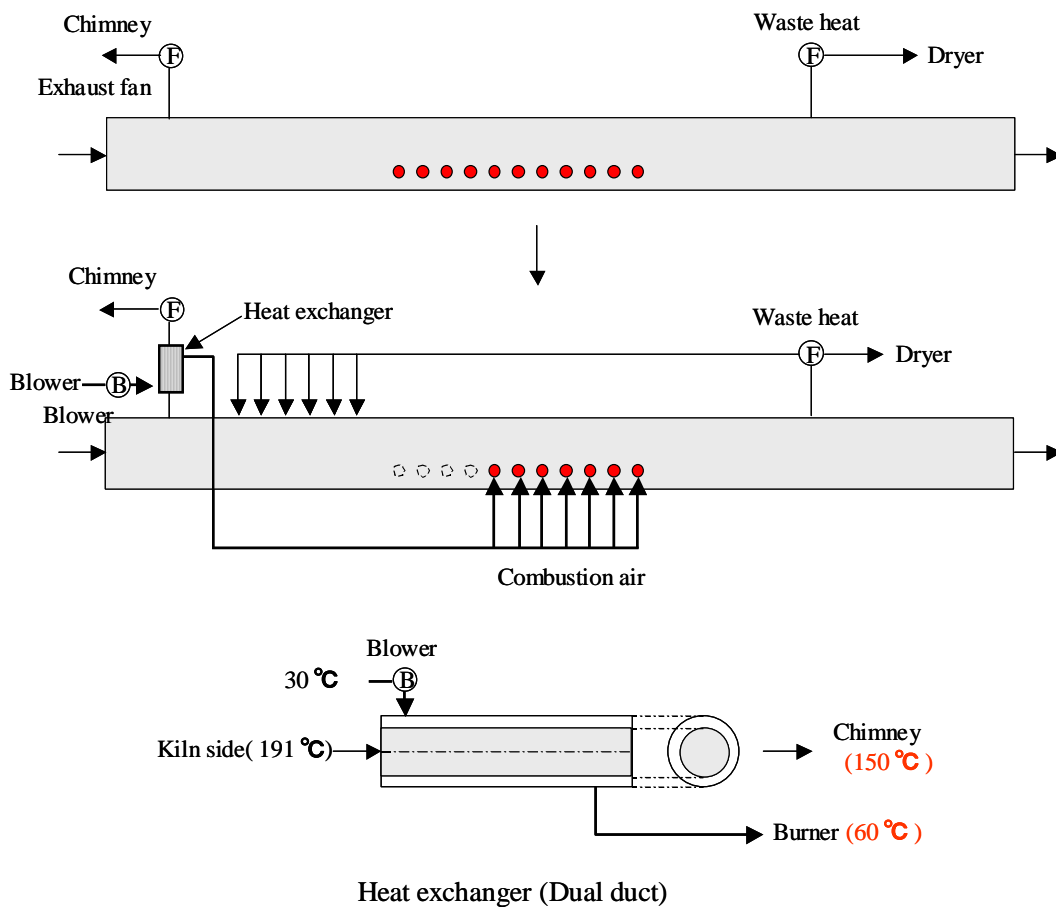 Chimney
Waste heat
F
F
Dryer
Exhaust fan
Chimney
F
Heat exchanger
Waste heat
F
Dryer
Blower
B
Blower
Combustion air
Blower
30 ℃
B
Kiln side( 191 ℃)
Chimney
(150 ℃ )
Burner (60 ℃ )
Heat exchanger (Dual duct)